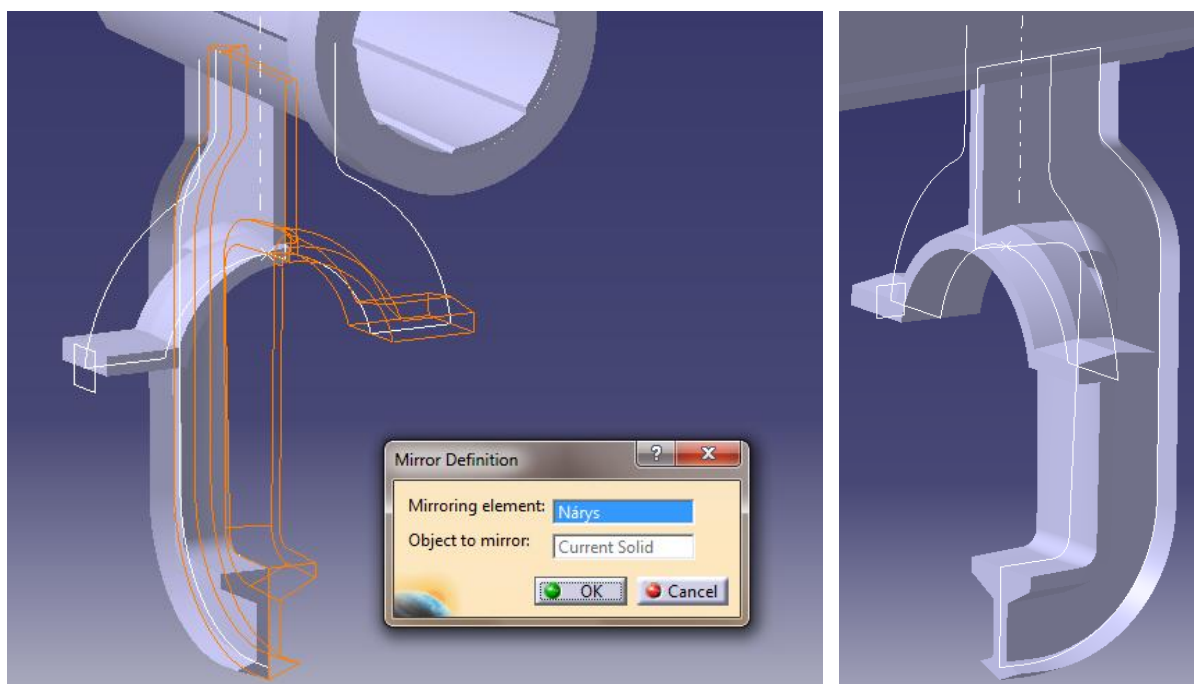 Mirror Definition
?
Mirroring element: Nárys
Object to mirror: Current Solid
OK Cancel